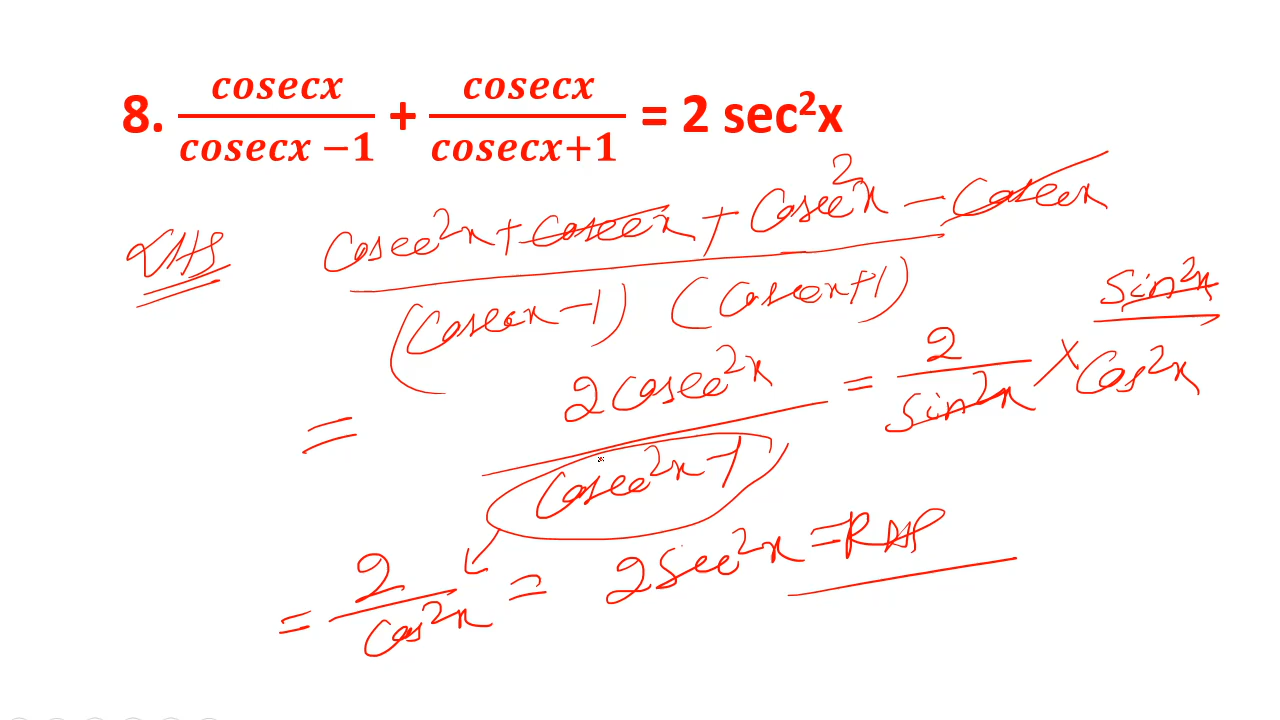 8. cosecx/cosecx −1 + cosecx/cosecx+1 = 2 sec²x
LHS cosec²x + cosecx + cosec²x − cosecx
(cosecx − 1) (cosecx + 1)
= 2cosec²x / cosec²x − 1 = 2/sin²x × sin²x/cos²x
= 2/cos²x = 2sec²x = RHS